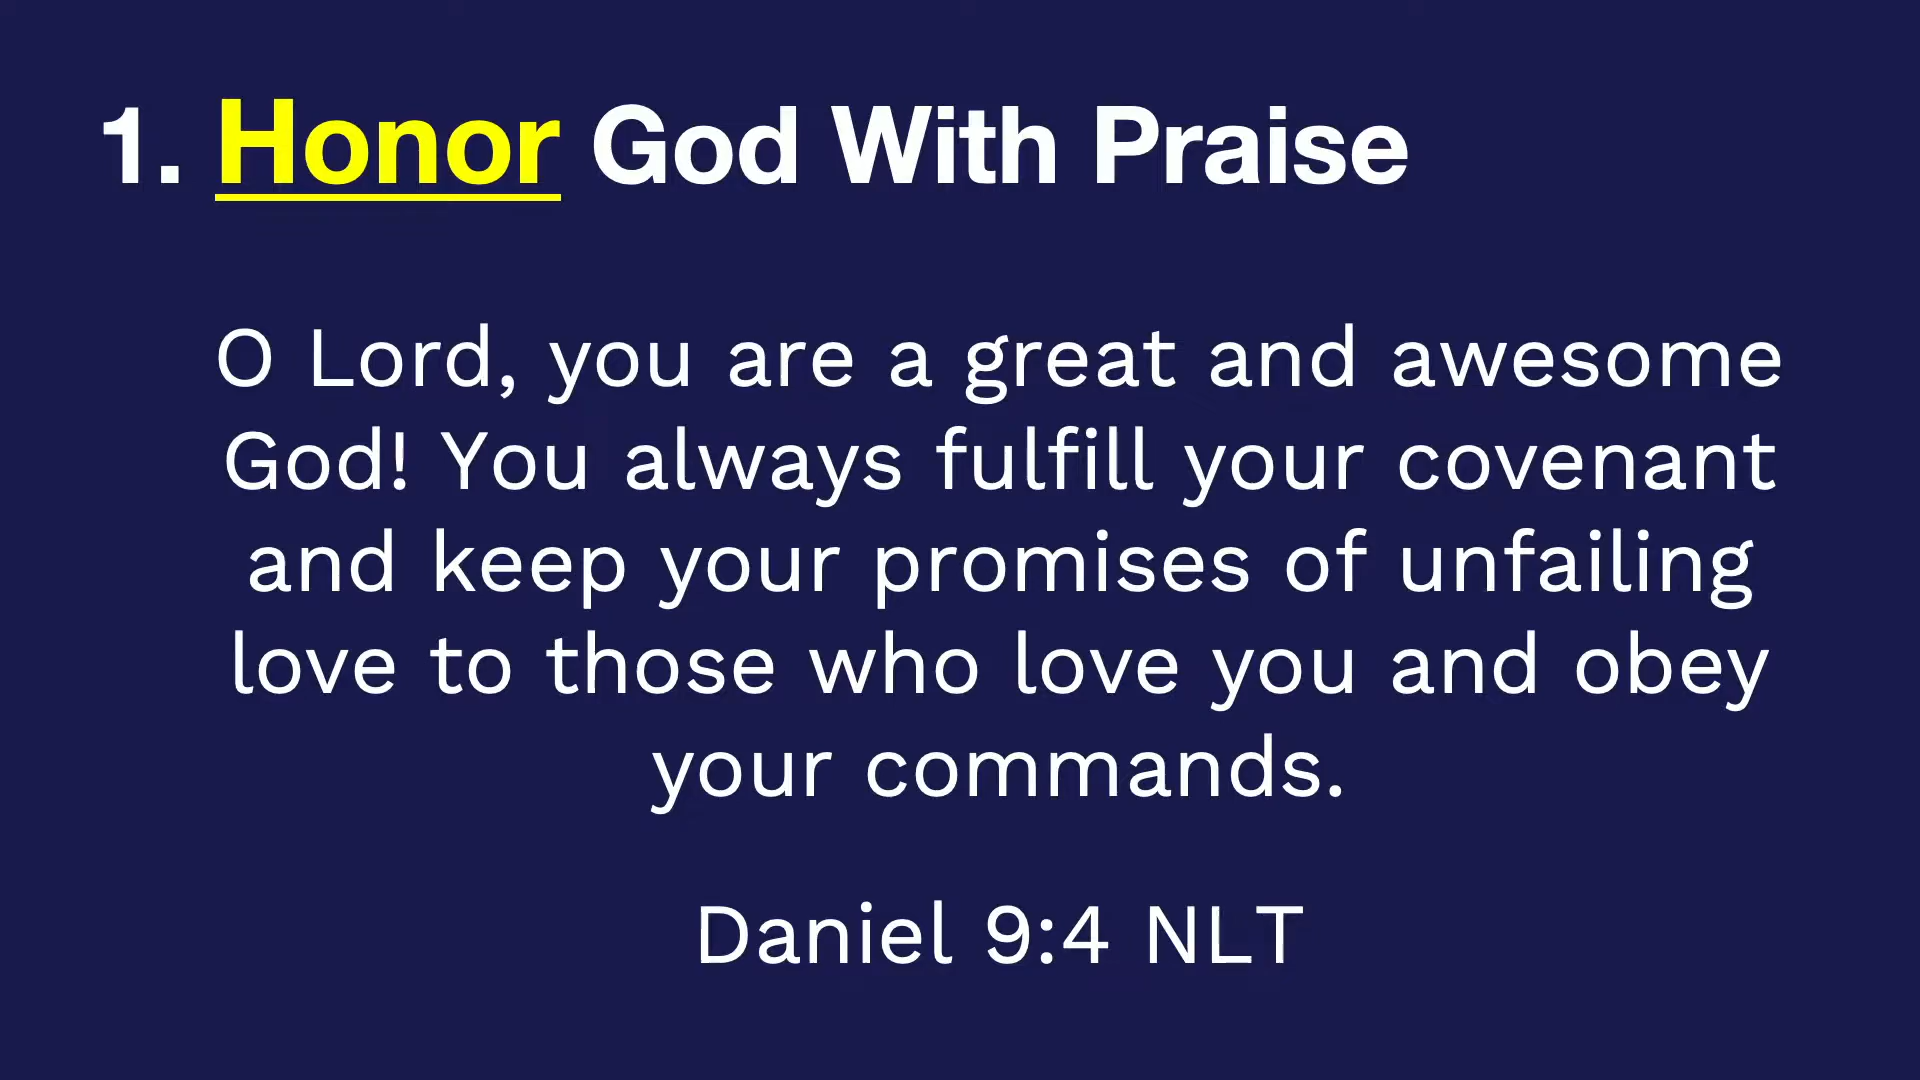 1. Honor God With Praise
O Lord, you are a great and awesome
God! You always fulfill your covenant
and keep your promises of unfailing
love to those who love you and obey
your commands.
Daniel 9:4 NLT